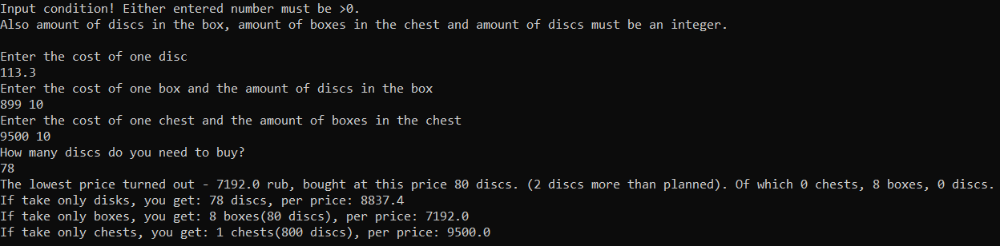 Input condition! Either entered number must be >0.
Also amount of discs in the box, amount of boxes in the chest and amount of discs must be an integer.
Enter the cost of one disc
113.3
Enter the cost of one box and the amount of discs in the box
899 10
Enter the cost of one chest and the amount of boxes in the chest
9500 10
How many discs do you need to buy?
78
The lowest price turned out - 7192.0 rub, bought at this price 80 discs. (2 discs more than planned). Of which 0 chests, 8 boxes, 0 discs.
If take only disks, you get: 78 discs, per price: 8837.4
If take only boxes, you get: 8 boxes(80 discs), per price: 7192.0
If take only chests, you get: 1 chests(800 discs), per price: 9500.0